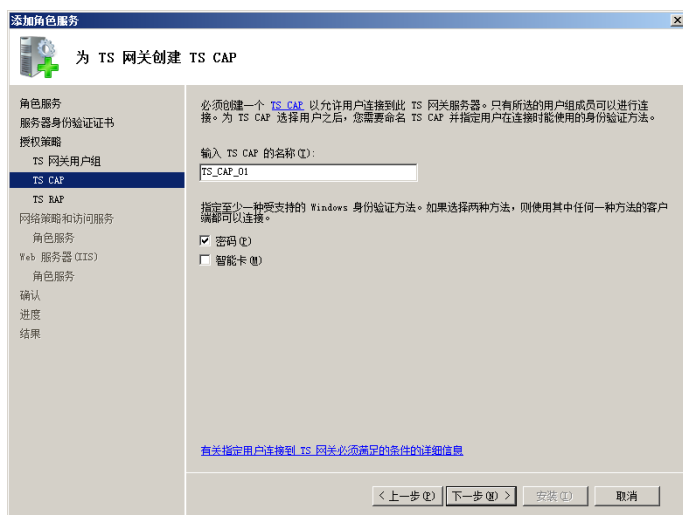 添加角色服务
为 TS 网关创建 TS CAP
角色服务
服务器身份验证证书
授权策略
TS 网关用户组
TS CAP
TS RAP
网络策略和访问服务
角色服务
Web 服务器(IIS)
角色服务
确认
进度
结果
必须创建一个 TS CAP 以允许用户连接到此 TS 网关服务器。只有所选的用户组成员可以进行连
接。为 TS CAP 选择用户之后，您需要命名 TS CAP 并指定用户在连接时能使用的身份验证方法。
输入 TS CAP 的名称(T):
TS_CAP_01
指定至少一种受支持的 Windows 身份验证方法。如果选择两种方法，则使用其中任何一种方法的客户
端都可以连接。
密码(P)
智能卡(M)
有关指定用户连接到 TS 网关必须满足的条件的详细信息
< 上一步(P) 下一步(N) > 安装(I) 取消